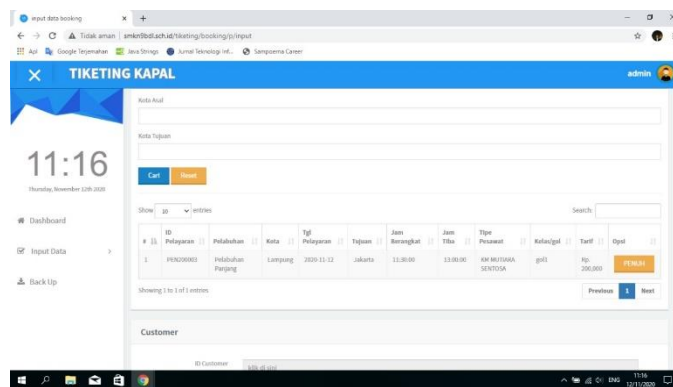 input data booking
Tidak aman | smkn9bdl.sch.id/tiketing/booking/p/input
Apl Google Terjemahan Java Strings Jurnal Teknologi Inf... Sampoerna Career
TIKETING KAPAL admin
Kota Asal
Kota Tujuan
11:16
Thursday, November 12th 2020
Cari Reset
Show 10 entries Search:
Dashboard
# ID Pelayaran Pelabuhan Kota Tgl Pelayaran Tujuan Jam Berangkat Jam Tiba Tipe Pesawat Kelas/gol Tarif Opsi
Input Data
1 PEN200003 Pelabuhan Panjang Lampung 2020-11-12 Jakarta 11:30:00 13:00:00 KM MUTIARA SENTOSA gol1 Rp. 200,000 PENUH
Back Up
Showing 1 to 1 of 1 entries Previous 1 Next
Customer
ID Customer klik di sini
ENG 11:16
12/11/2020